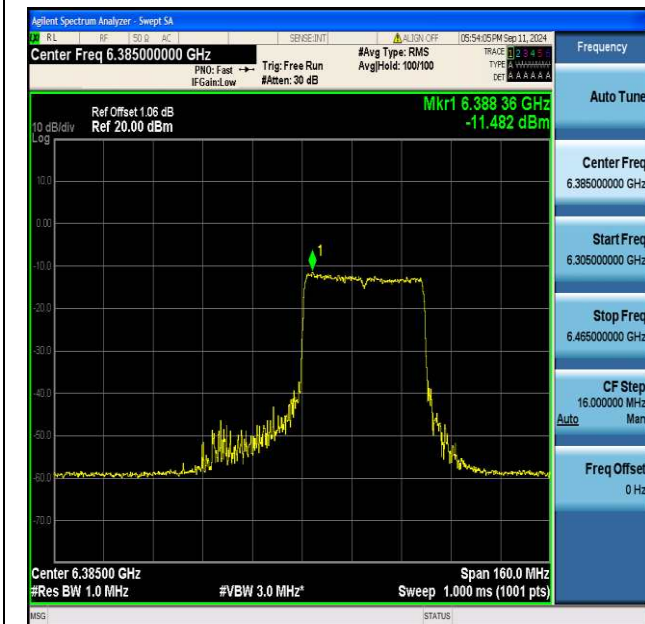 Agilent Spectrum Analyzer - Swept SA
RL RF 50 Ω AC SENSE:INT ALIGN OFF 05:54:05 PM Sep 11, 2024
Center Freq 6.385000000 GHz
PNO: Fast
IFGain:Low
Trig: Free Run
#Atten: 30 dB
#Avg Type: RMS
Avg|Hold: 100/100
TRACE 1 2 3 4 5 6
TYPE A
DET A A A A A A
Ref Offset 1.06 dB
10 dB/div Ref 20.00 dBm
Log
Mkr1 6.388 36 GHz
-11.482 dBm
10.0
0.00
-10.0
-20.0
-30.0
-40.0
-50.0
-60.0
-70.0
1
Center 6.38500 GHz
Span 160.0 MHz
#Res BW 1.0 MHz
#VBW 3.0 MHz*
Sweep 1.000 ms (1001 pts)
MSG
STATUS
Frequency
Auto Tune
Center Freq
6.385000000 GHz
Start Freq
6.305000000 GHz
Stop Freq
6.465000000 GHz
CF Step
16.000000 MHz
Auto Man
Freq Offset
0 Hz